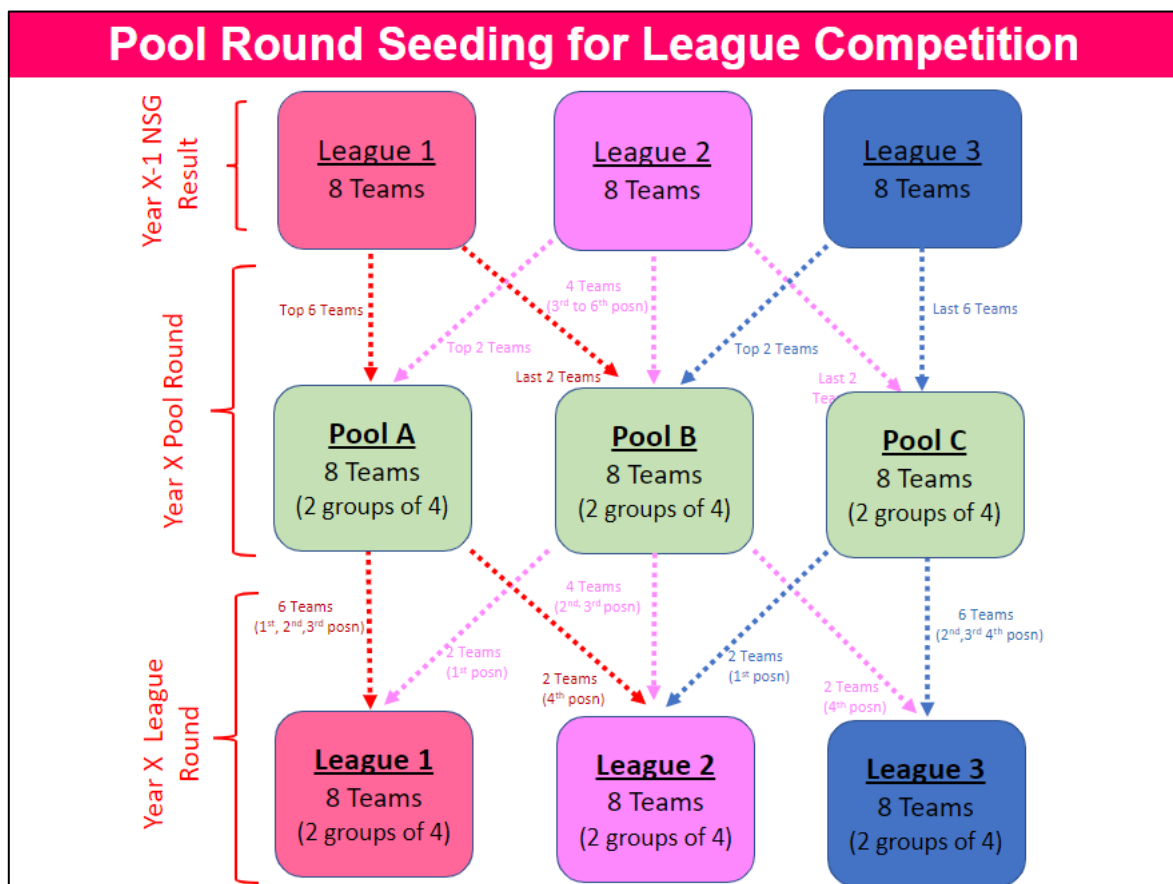 Pool Round Seeding for League Competition
Year X-1 NSG
Result
League 1
8 Teams
League 2
8 Teams
League 3
8 Teams
Year X Pool Round
Top 6 Teams
Top 2 Teams
Last 2 Teams
4 Teams
(3rd to 6th posn)
Top 2 Teams
Last 2
Last 6 Teams
Pool A
8 Teams
(2 groups of 4)
Pool B
8 Teams
(2 groups of 4)
Pool C
8 Teams
(2 groups of 4)
Year X League
Round
6 Teams
(1st, 2nd,3rd posn)
2 Teams
(1st posn)
2 Teams
(4th posn)
4 Teams
(2nd, 3rd posn)
2 Teams
(1st posn)
2 Teams
(4th posn)
6 Teams
(2nd,3rd 4th posn)
League 1
8 Teams
(2 groups of 4)
League 2
8 Teams
(2 groups of 4)
League 3
8 Teams
(2 groups of 4)